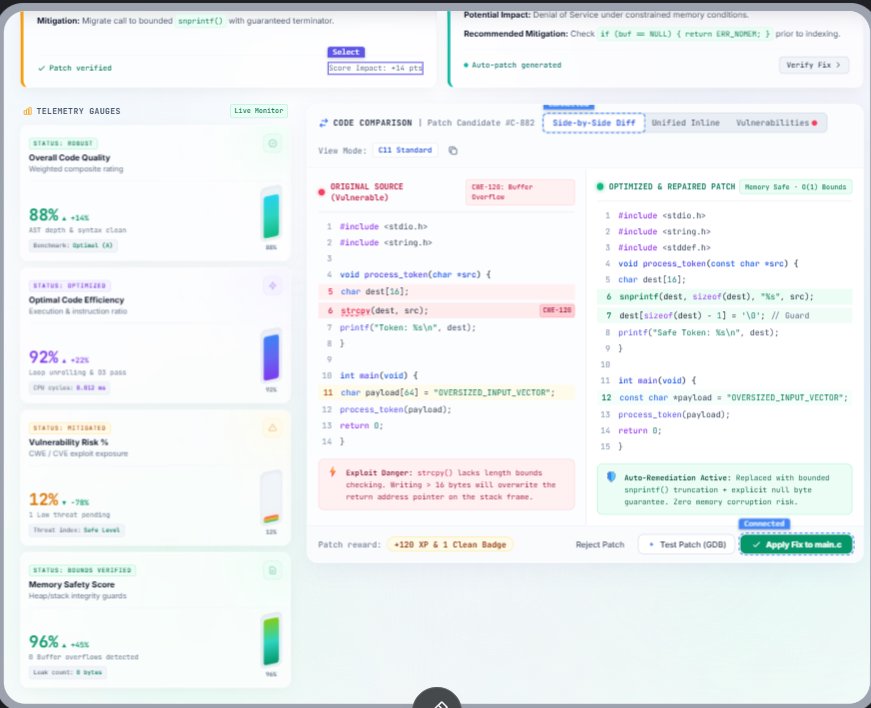 Mitigation: Migrate call to bounded snprintf() with guaranteed terminator.
Select
✓ Patch verified
Score impact: +14 pts
Potential Impact: Denial of Service under constrained memory conditions.
Recommended Mitigation: Check if (buf == NULL) { return ERR_NOMEM; } prior to indexing.
Auto-patch generated
Verify Fix >
TELEMETRY GAUGES
Live Monitor
STATUS: ROBUST
Overall Code Quality
Weighted composite rating
88% ▲ +14%
AST depth & syntax clean
Benchmark: Optimal (A)
88%
STATUS: OPTIMIZED
Optimal Code Efficiency
Execution & instruction ratio
92% ▲ +22%
Loop unrolling & O3 pass
CPU cycles: 0.012 ms
92%
STATUS: MITIGATED
Vulnerability Risk %
CWE / CVE exploit exposure
12% ▼ -78%
1 Low threat pending
Threat index: Safe Level
12%
STATUS: BOUNDS VERIFIED
Memory Safety Score
Heap/stack integrity guards
96% ▲ +45%
0 Buffer overflows detected
Leak count: 0 bytes
96%
CODE COMPARISON | Patch Candidate #C-882
Side-by-Side Diff
Unified Inline
Vulnerabilities
View Mode:
C11 Standard
ORIGINAL SOURCE
(Vulnerable)
CWE-120: Buffer
Overflow
1 #include <stdio.h>
2 #include <string.h>
3
4 void process_token(char *src) {
5 char dest[16];
6 strcpy(dest, src);
CWE-120
7 printf("Token: %s\n", dest);
8 }
9
10 int main(void) {
11 char payload[64] = "OVERSIZED_INPUT_VECTOR";
12 process_token(payload);
13 return 0;
14 }
Exploit Danger: strcpy() lacks length bounds
checking. Writing > 16 bytes will overwrite the
return address pointer on the stack frame.
OPTIMIZED & REPAIRED PATCH
Memory Safe · O(1) Bounds
1 #include <stdio.h>
2 #include <string.h>
3 #include <stddef.h>
4 void process_token(const char *src) {
5 char dest[16];
6 snprintf(dest, sizeof(dest), "%s", src);
7 dest[sizeof(dest) - 1] = '\0'; // Guard
8 printf("Safe Token: %s\n", dest);
9 }
10
11 int main(void) {
12 const char *payload = "OVERSIZED_INPUT_VECTOR";
13 process_token(payload);
14 return 0;
15 }
Auto-Remediation Active: Replaced with bounded
snprintf() truncation + explicit null byte
guarantee. Zero memory corruption risk.
Connected
Patch reward:
+120 XP & 1 Clean Badge
Reject Patch
Test Patch (GDB)
✓ Apply Fix to main.c